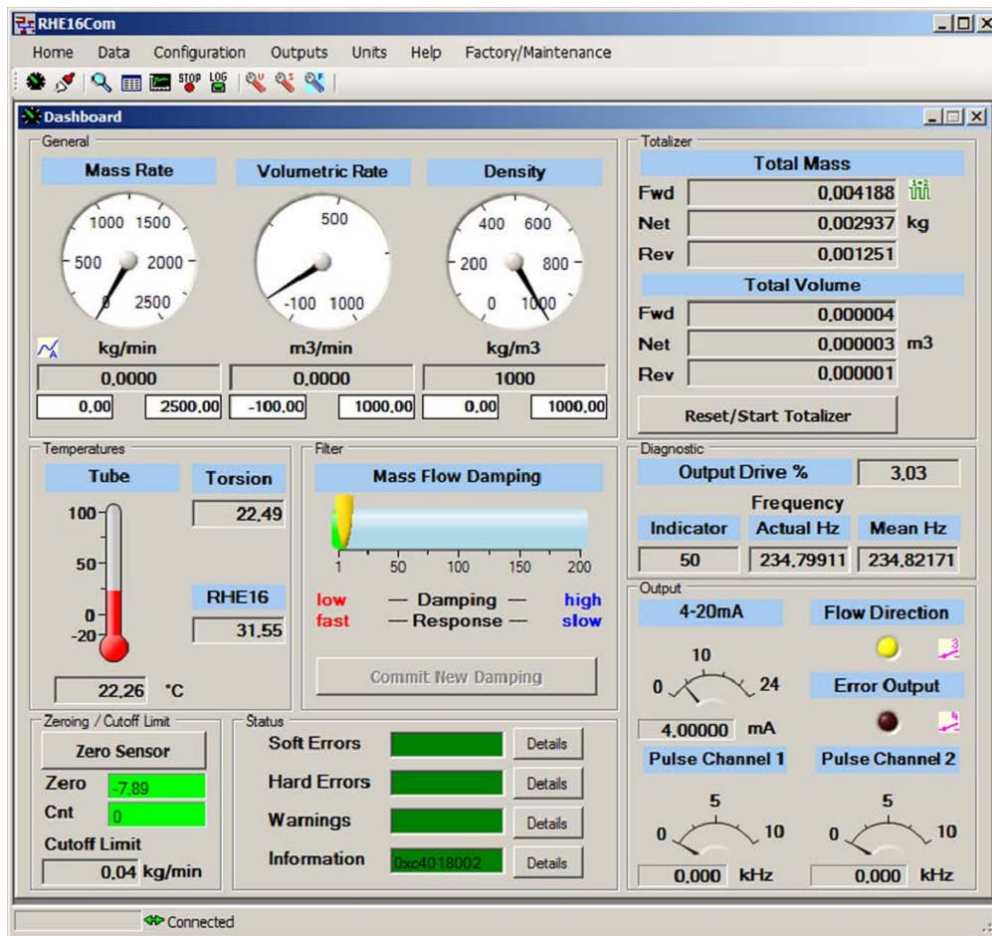 RHE16Com
Home Data Configuration Outputs Units Help Factory/Maintenance
STOP LOG U S F
Dashboard
General
Mass Rate Volumetric Rate Density
1000 1500 500 2000 0 2500
500 -100 1000
400 600 200 800 0 1000
kg/min m3/min kg/m3
0,0000 0,0000 1000
0,00 2500,00 -100,00 1000,00 0,00 1000,00
Totalizer
Total Mass
Fwd 0,004188
Net 0,002937 kg
Rev 0,001251
Total Volume
Fwd 0,000004
Net 0,000003 m3
Rev 0,000001
Reset/Start Totalizer
Temperatures
Tube Torsion
100 22,49
50
0 RHE16
-20 31,55
22,26 °C
Filter
Mass Flow Damping
1 50 100 150 200
low — Damping — high
fast — Response — slow
Commit New Damping
Diagnostic
Output Drive % 3,03
Frequency
Indicator Actual Hz Mean Hz
50 234,79911 234,82171
Output
4-20mA Flow Direction
0 10 24 3
Error Output
4
4,00000 mA
Pulse Channel 1 Pulse Channel 2
0 5 10 0 5 10
0,000 kHz 0,000 kHz
Zeroing / Cutoff Limit
Zero Sensor
Zero -7,89
Cnt 0
Cutoff Limit
0,04 kg/min
Status
Soft Errors Details
Hard Errors Details
Warnings Details
Information 0xc4018002 Details
Connected